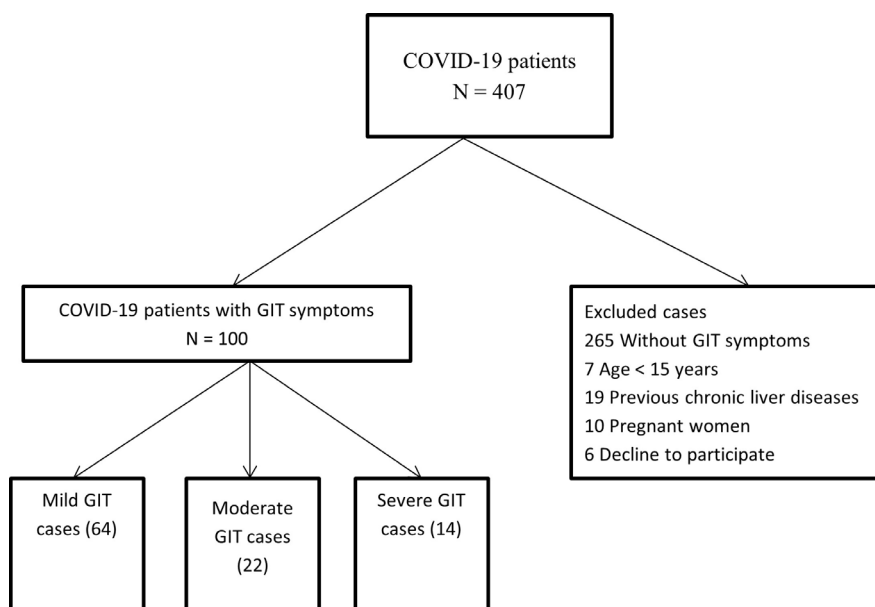 COVID-19 patients
N = 407
COVID-19 patients with GIT symptoms
N = 100
Excluded cases
265 Without GIT symptoms
7 Age < 15 years
19 Previous chronic liver diseases
10 Pregnant women
6 Decline to participate
Mild GIT
cases (64)
Moderate
GIT cases
(22)
Severe GIT
cases (14)